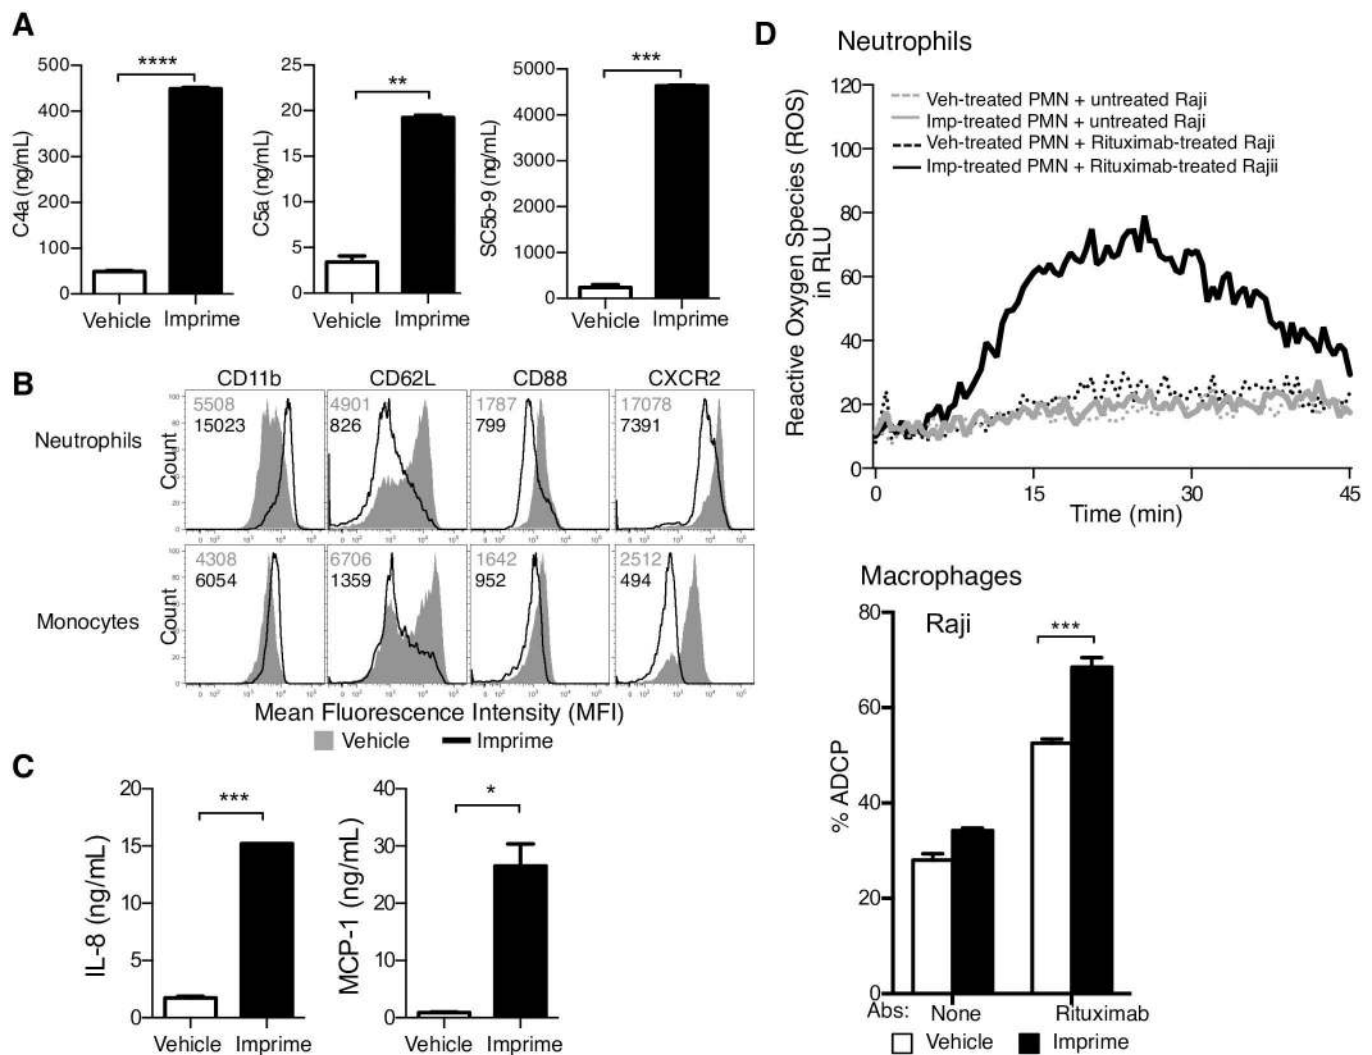 A
500
400
300
200
100
0
C4a (ng/mL)
****
Vehicle Imprime
25
20
15
10
5
0
C5a (ng/mL)
**
Vehicle Imprime
5000
4000
3000
2000
1000
0
SC5b-9 (ng/mL)
***
Vehicle Imprime
B
CD11b CD62L CD88 CXCR2
Neutrophils
Count
5508
15023
4901
826
1787
799
17078
7391
Monocytes
Count
4308
6054
6706
1359
1642
952
2512
494
Mean Fluorescence Intensity (MFI)
Vehicle Imprime
C
20
15
10
5
0
IL-8 (ng/mL)
***
Vehicle Imprime
40
30
20
10
0
MCP-1 (ng/mL)
*
Vehicle Imprime
D
Neutrophils
120
100
80
60
40
20
0
Reactive Oxygen Species (ROS)
in RLU
Veh-treated PMN + untreated Raji
Imp-treated PMN + untreated Raji
Veh-treated PMN + Rituximab-treated Raji
Imp-treated PMN + Rituximab-treated Rajii
0 15 30 45
Time (min)
Macrophages
Raji
80
60
40
20
0
% ADCP
***
Abs: None Rituximab
Vehicle Imprime